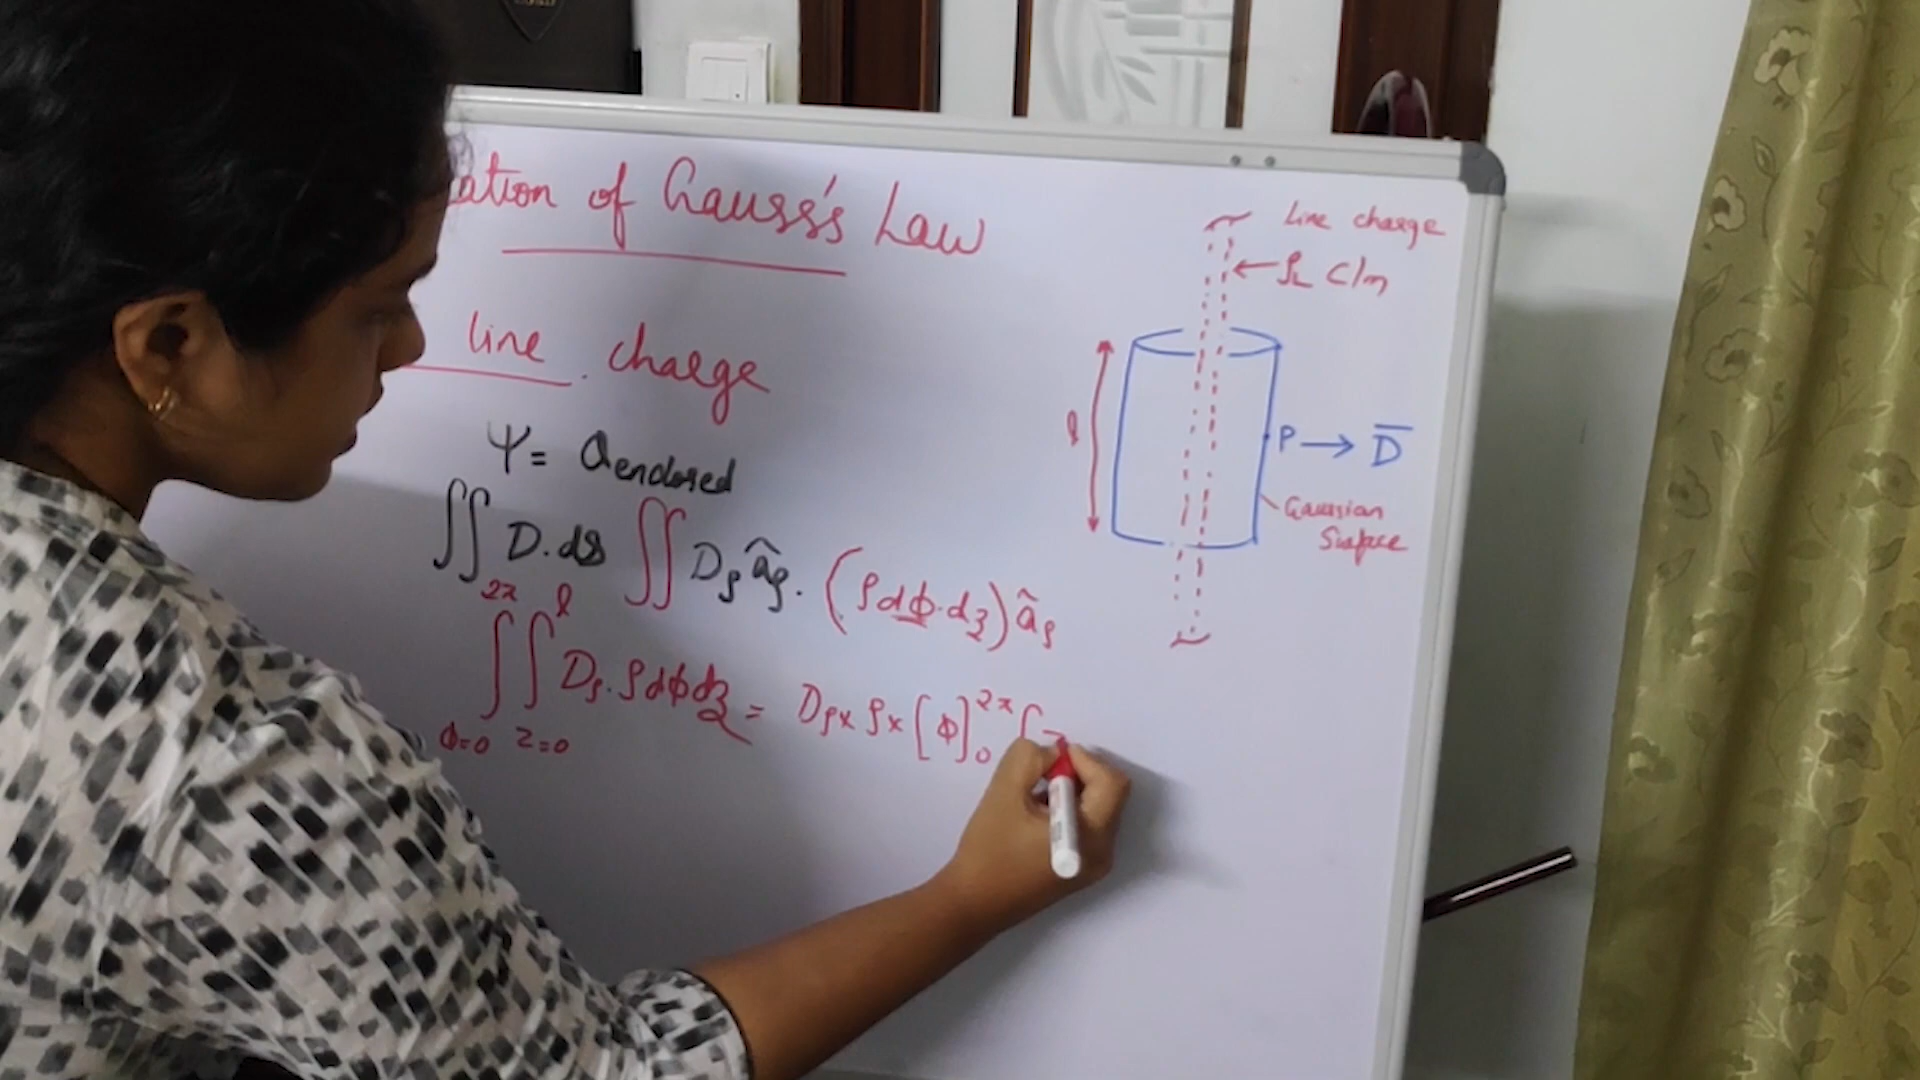 ation of Gauss's Law
line charge
Ψ = Qenclosed
∬ D.ds ∬ Dρ âρ. (ρdϕ.dz) âρ
2π l
∫∫ Dρ. ρdϕdz = Dρ x ρ x [ϕ]₀²π [z
ϕ=0 z=0
line charge
← ρL C/m
l
P → D̅
Gaussian
Surface